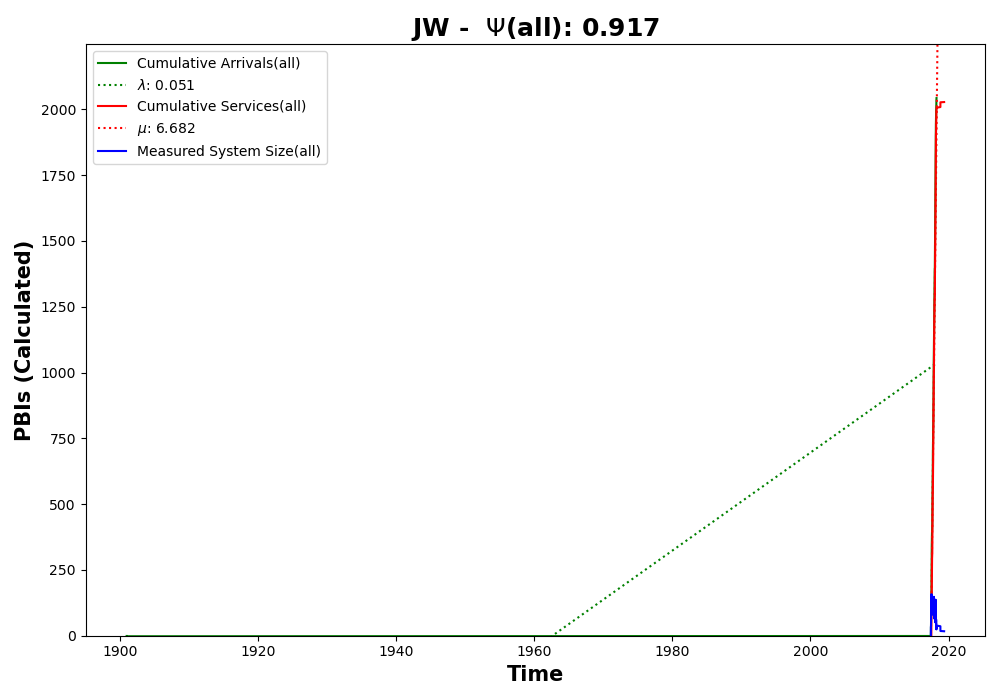 JW - Ψ(all): 0.917
Cumulative Arrivals(all)
λ: 0.051
Cumulative Services(all)
μ: 6.682
Measured System Size(all)
PBIs (Calculated)
2000
1750
1500
1250
1000
750
500
250
0
1900 1920 1940 1960 1980 2000 2020
Time